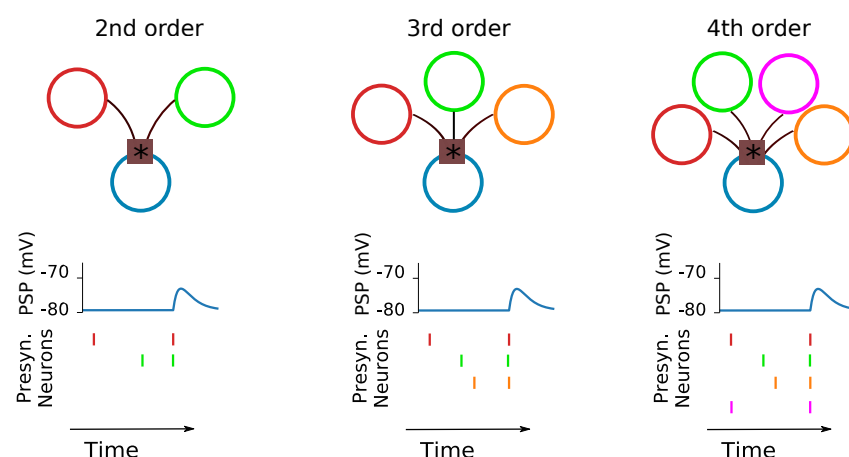 2nd order
*
PSP (mV)
-70
-80
Presyn.
Neurons
Time
3rd order
*
PSP (mV)
-70
-80
Presyn.
Neurons
Time
4th order
*
PSP (mV)
-70
-80
Presyn.
Neurons
Time